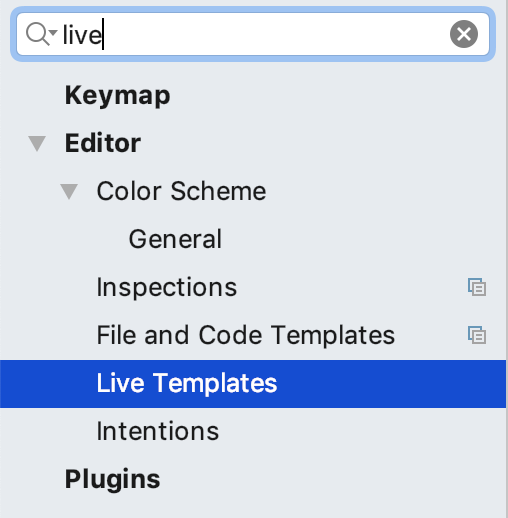 live
Keymap
Editor
Color Scheme
General
Inspections
File and Code Templates
Live Templates
Intentions
Plugins